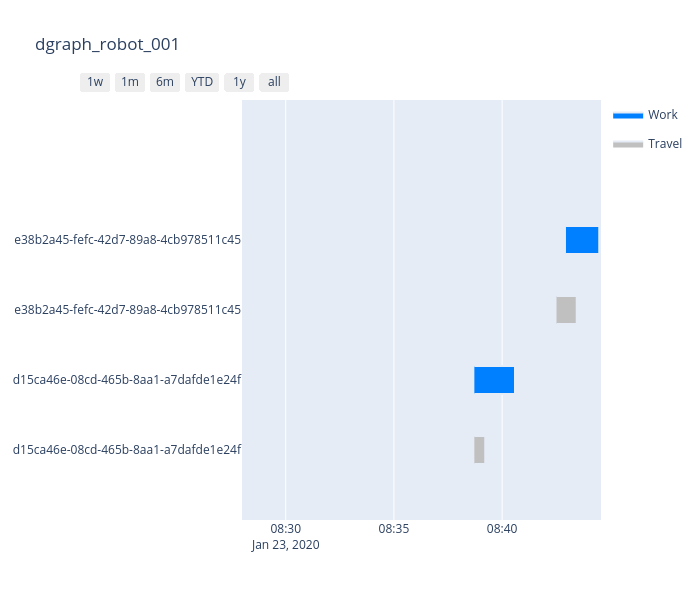 dgraph_robot_001
1w 1m 6m YTD 1y all
Work
Travel
e38b2a45-fefc-42d7-89a8-4cb978511c45
e38b2a45-fefc-42d7-89a8-4cb978511c45
d15ca46e-08cd-465b-8aa1-a7dafde1e24f
d15ca46e-08cd-465b-8aa1-a7dafde1e24f
08:30 08:35 08:40
Jan 23, 2020